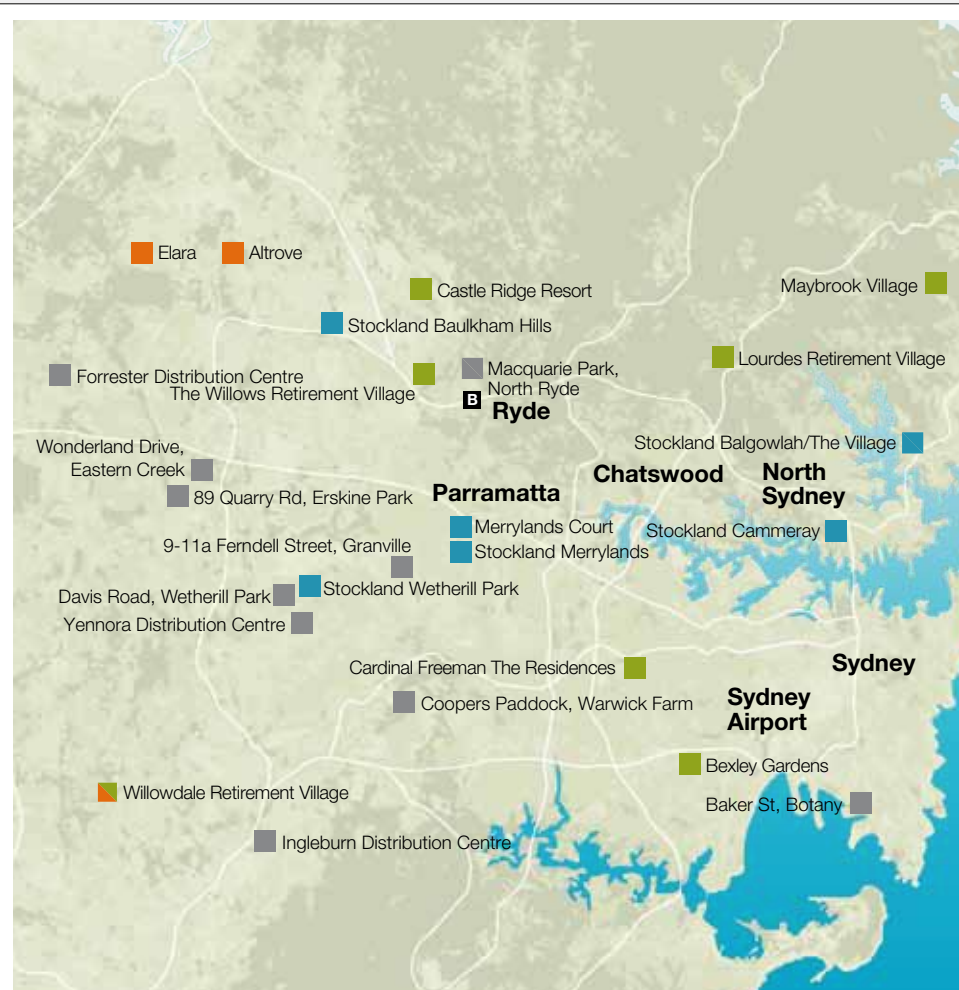 Elara
Altrove
Castle Ridge Resort
Maybrook Village
Stockland Baulkham Hills
Lourdes Retirement Village
Forrester Distribution Centre
Macquarie Park,
North Ryde
The Willows Retirement Village
B
Ryde
Stockland Balgowlah/The Village
Wonderland Drive,
Eastern Creek
Chatswood
North
Sydney
89 Quarry Rd, Erskine Park
Parramatta
Merrylands Court
Stockland Cammeray
9-11a Ferndell Street, Granville
Stockland Merrylands
Stockland Wetherill Park
Davis Road, Wetherill Park
Yennora Distribution Centre
Cardinal Freeman The Residences
Sydney
Coopers Paddock, Warwick Farm
Sydney
Airport
Bexley Gardens
Willowdale Retirement Village
Baker St, Botany
Ingleburn Distribution Centre